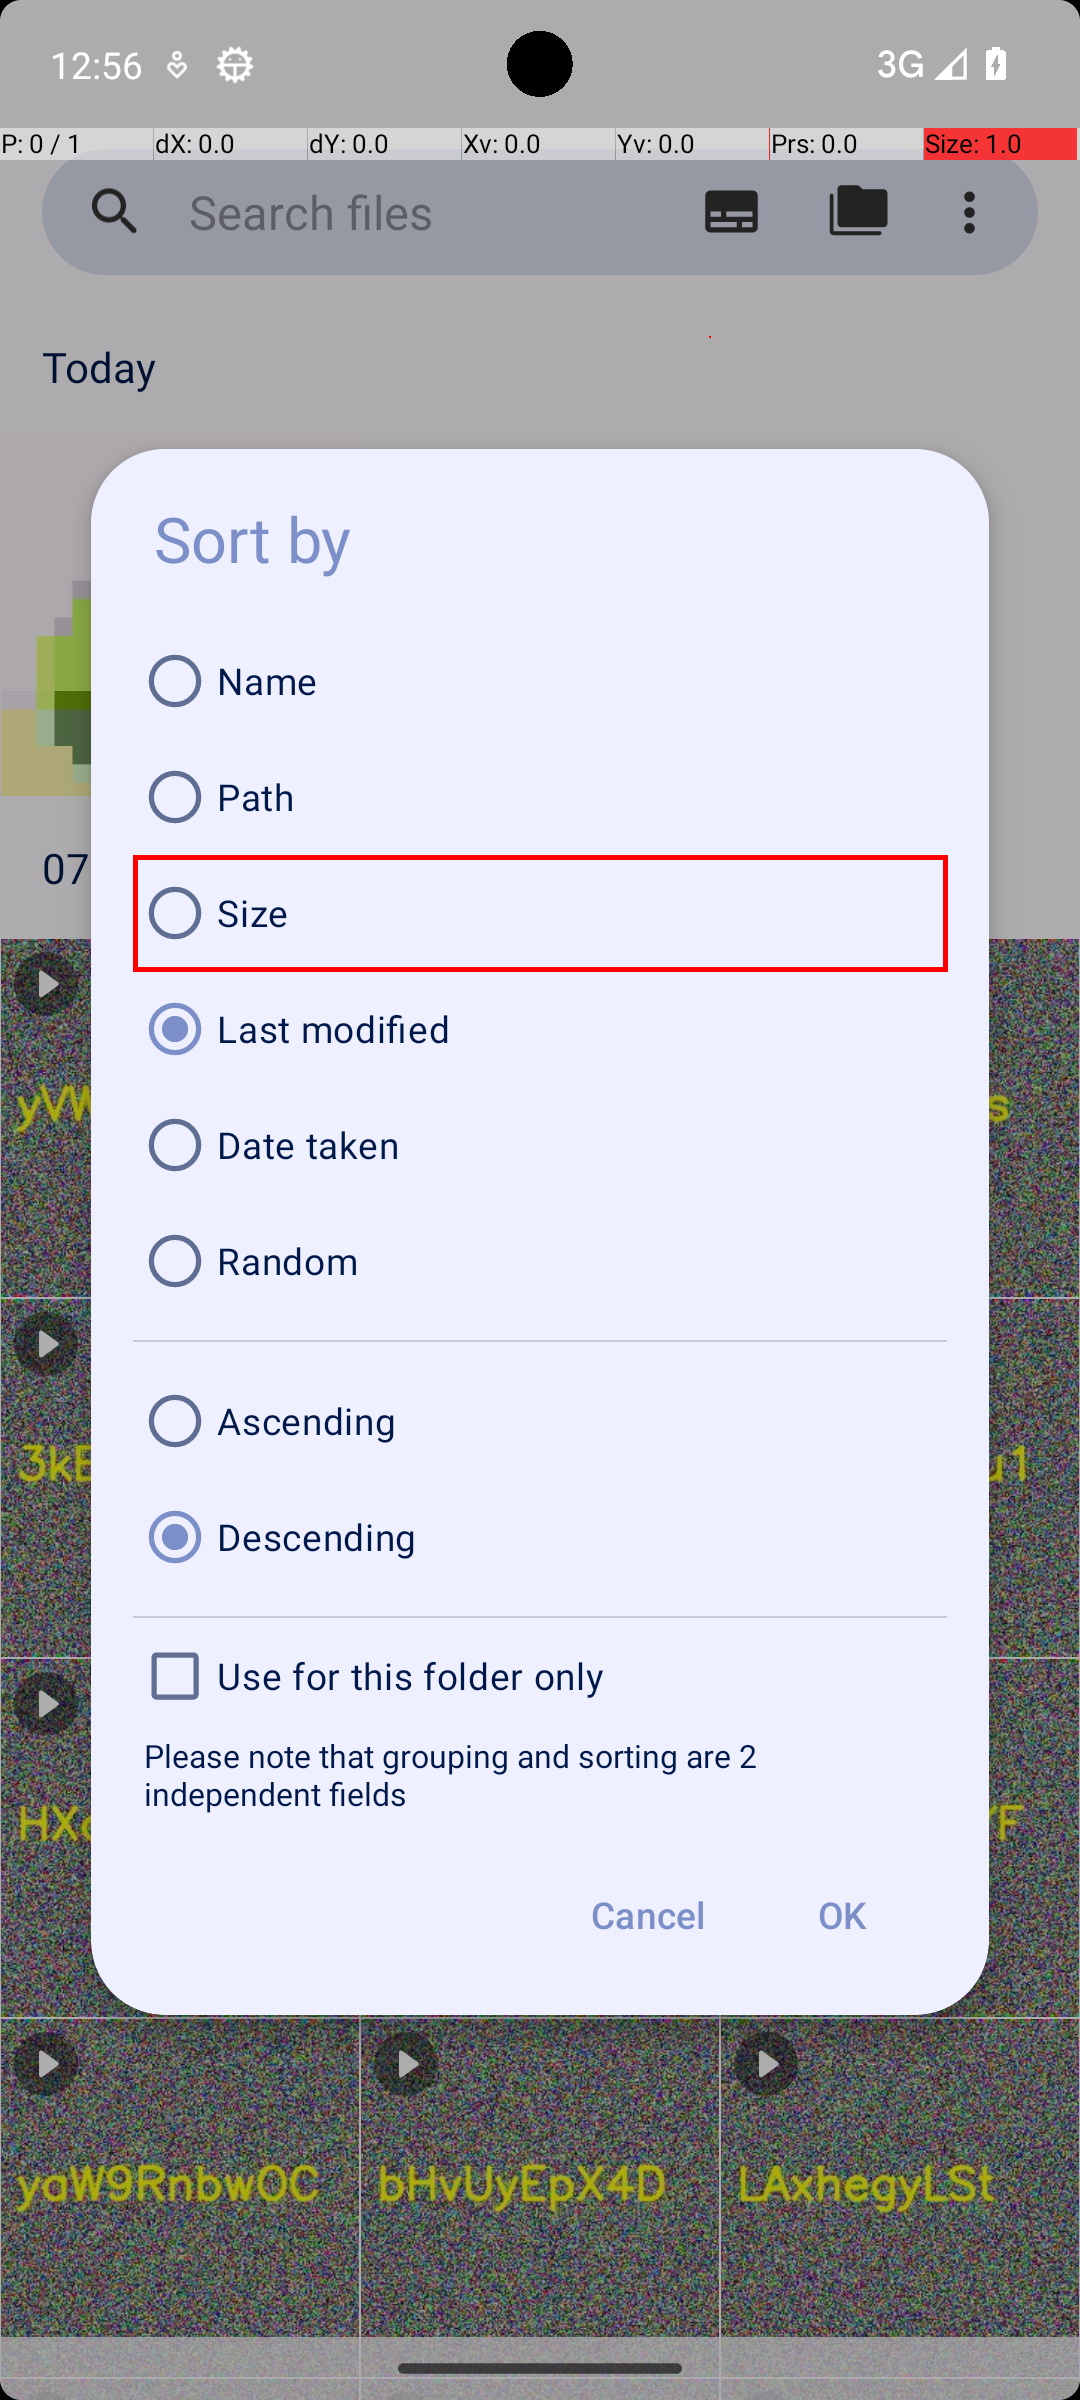 12:56
3G
P: 0 / 1 dX: 0.0 dY: 0.0 Xv: 0.0 Yv: 0.0 Prs: 0.0 Size: 1.0
Search files
Today
Sort by
Name
Path
07
Size
Last modified
Date taken
Random
Ascending
u1
Descending
Use for this folder only
Please note that grouping and sorting are 2
independent fields
Cancel OK
yaW9RnbwOC bHvUyEpX4D LAxhegyLSt